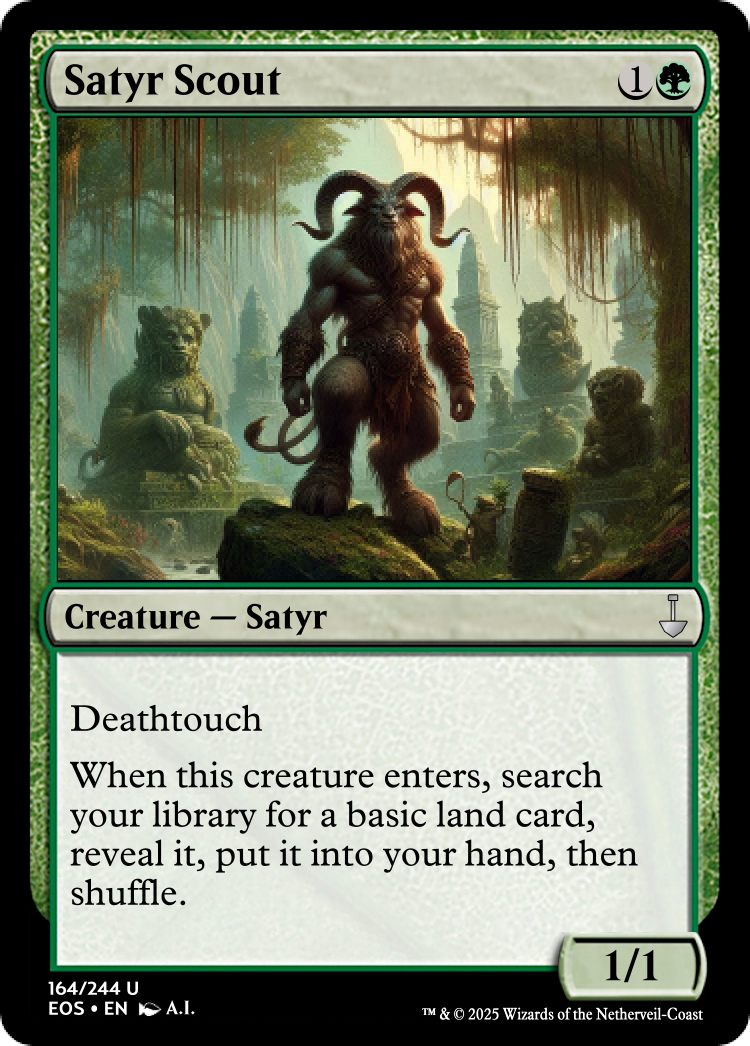 Satyr Scout 1
Creature — Satyr
Deathtouch
When this creature enters, search
your library for a basic land card,
reveal it, put it into your hand, then
shuffle.
1/1
164/244 U
EOS • EN A.I.
™ & © 2025 Wizards of the Netherveil-Coast